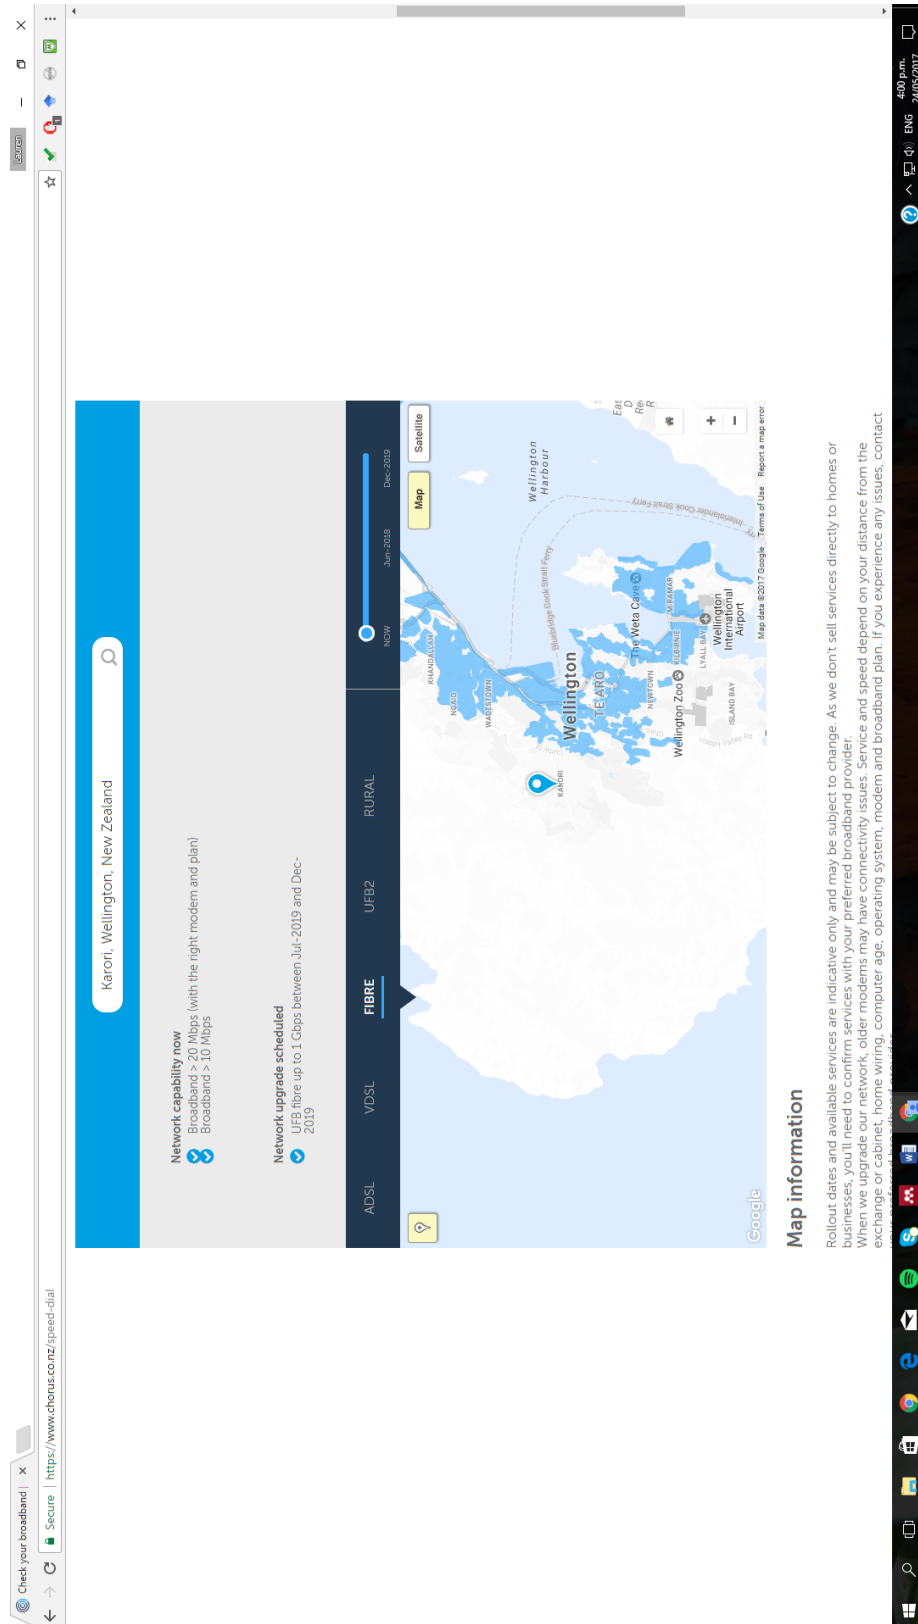 Check your broadband |
Lauren
Secure | https://www.chorus.co.nz/speed-dial
1
Karori, Wellington, New Zealand
Network capability now
Broadband > 20 Mbps (with the right modem and plan)
Broadband > 10 Mbps
Network upgrade scheduled
UFB fibre up to 1 Gbps between Jul-2019 and Dec-
2019
ADSL
VDSL
FIBRE
UFB2
RURAL
NOW
Jun-2018
Dec-2019
Map
Satellite
KHANDALLAH
NGAIO
WADESTOWN
Wellington
Harbour
Bluebridge Cook Strait Ferry
Interislander Cook Strait Ferry
KARORI
Wellington
TE ARO
The Weta Cave
NEWTOWN
KILBIRNIE
MIRAMAR
Wellington Zoo
LYALL BAY
Wellington
International
Airport
ISLAND BAY
Google
Map data ©2017 Google
Terms of Use
Report a map error
Map information
Rollout dates and available services are indicative only and may be subject to change. As we don't sell services directly to homes or
businesses, you'll need to confirm services with your preferred broadband provider.
When we upgrade our network, older modems may have connectivity issues. Service and speed depend on your distance from the
exchange or cabinet, home wiring, computer age, operating system, modem and broadband plan. If you experience any issues, contact
your preferred broadband provider
ENG
4:00 p.m.
24/05/2017